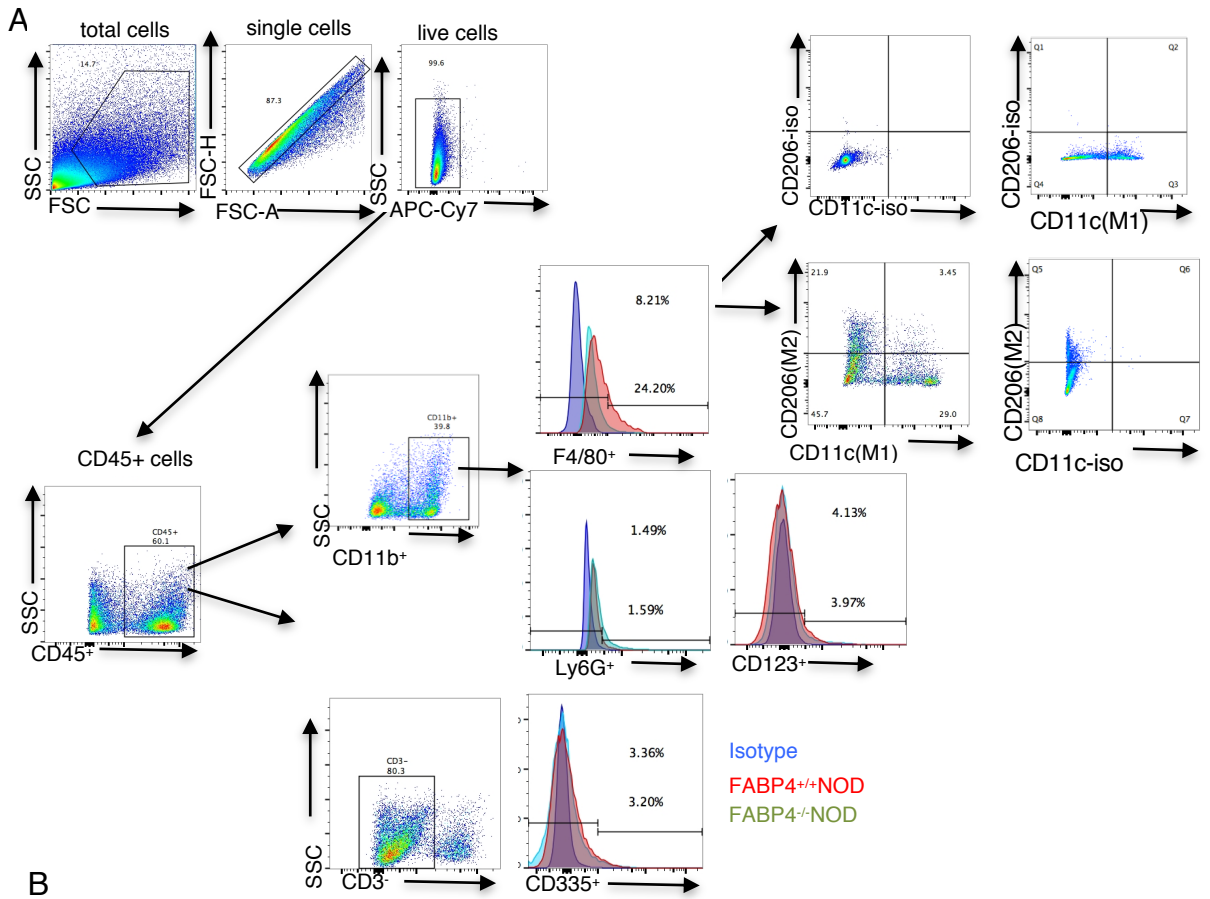 A
total cells
single cells
live cells
14.7
87.3
99.6
SSC
FSC
FSC-H
FSC-A
SSC
APC-Cy7
CD206-iso
CD11c-iso
Q1
Q2
Q4
Q3
CD206-iso
CD11c(M1)
8.21%
24.20%
F4/80+
21.9
3.45
45.7
29.0
CD206(M2)
CD11c(M1)
Q5
Q6
Q8
Q7
CD206(M2)
CD11c-iso
CD45+ cells
CD45+
60.1
SSC
CD45+
CD11b+
39.8
SSC
CD11b+
1.49%
1.59%
Ly6G+
4.13%
3.97%
CD123+
CD3-
80.3
SSC
CD3-
3.36%
3.20%
CD335+
Isotype
FABP4+/+NOD
FABP4-/-NOD
B